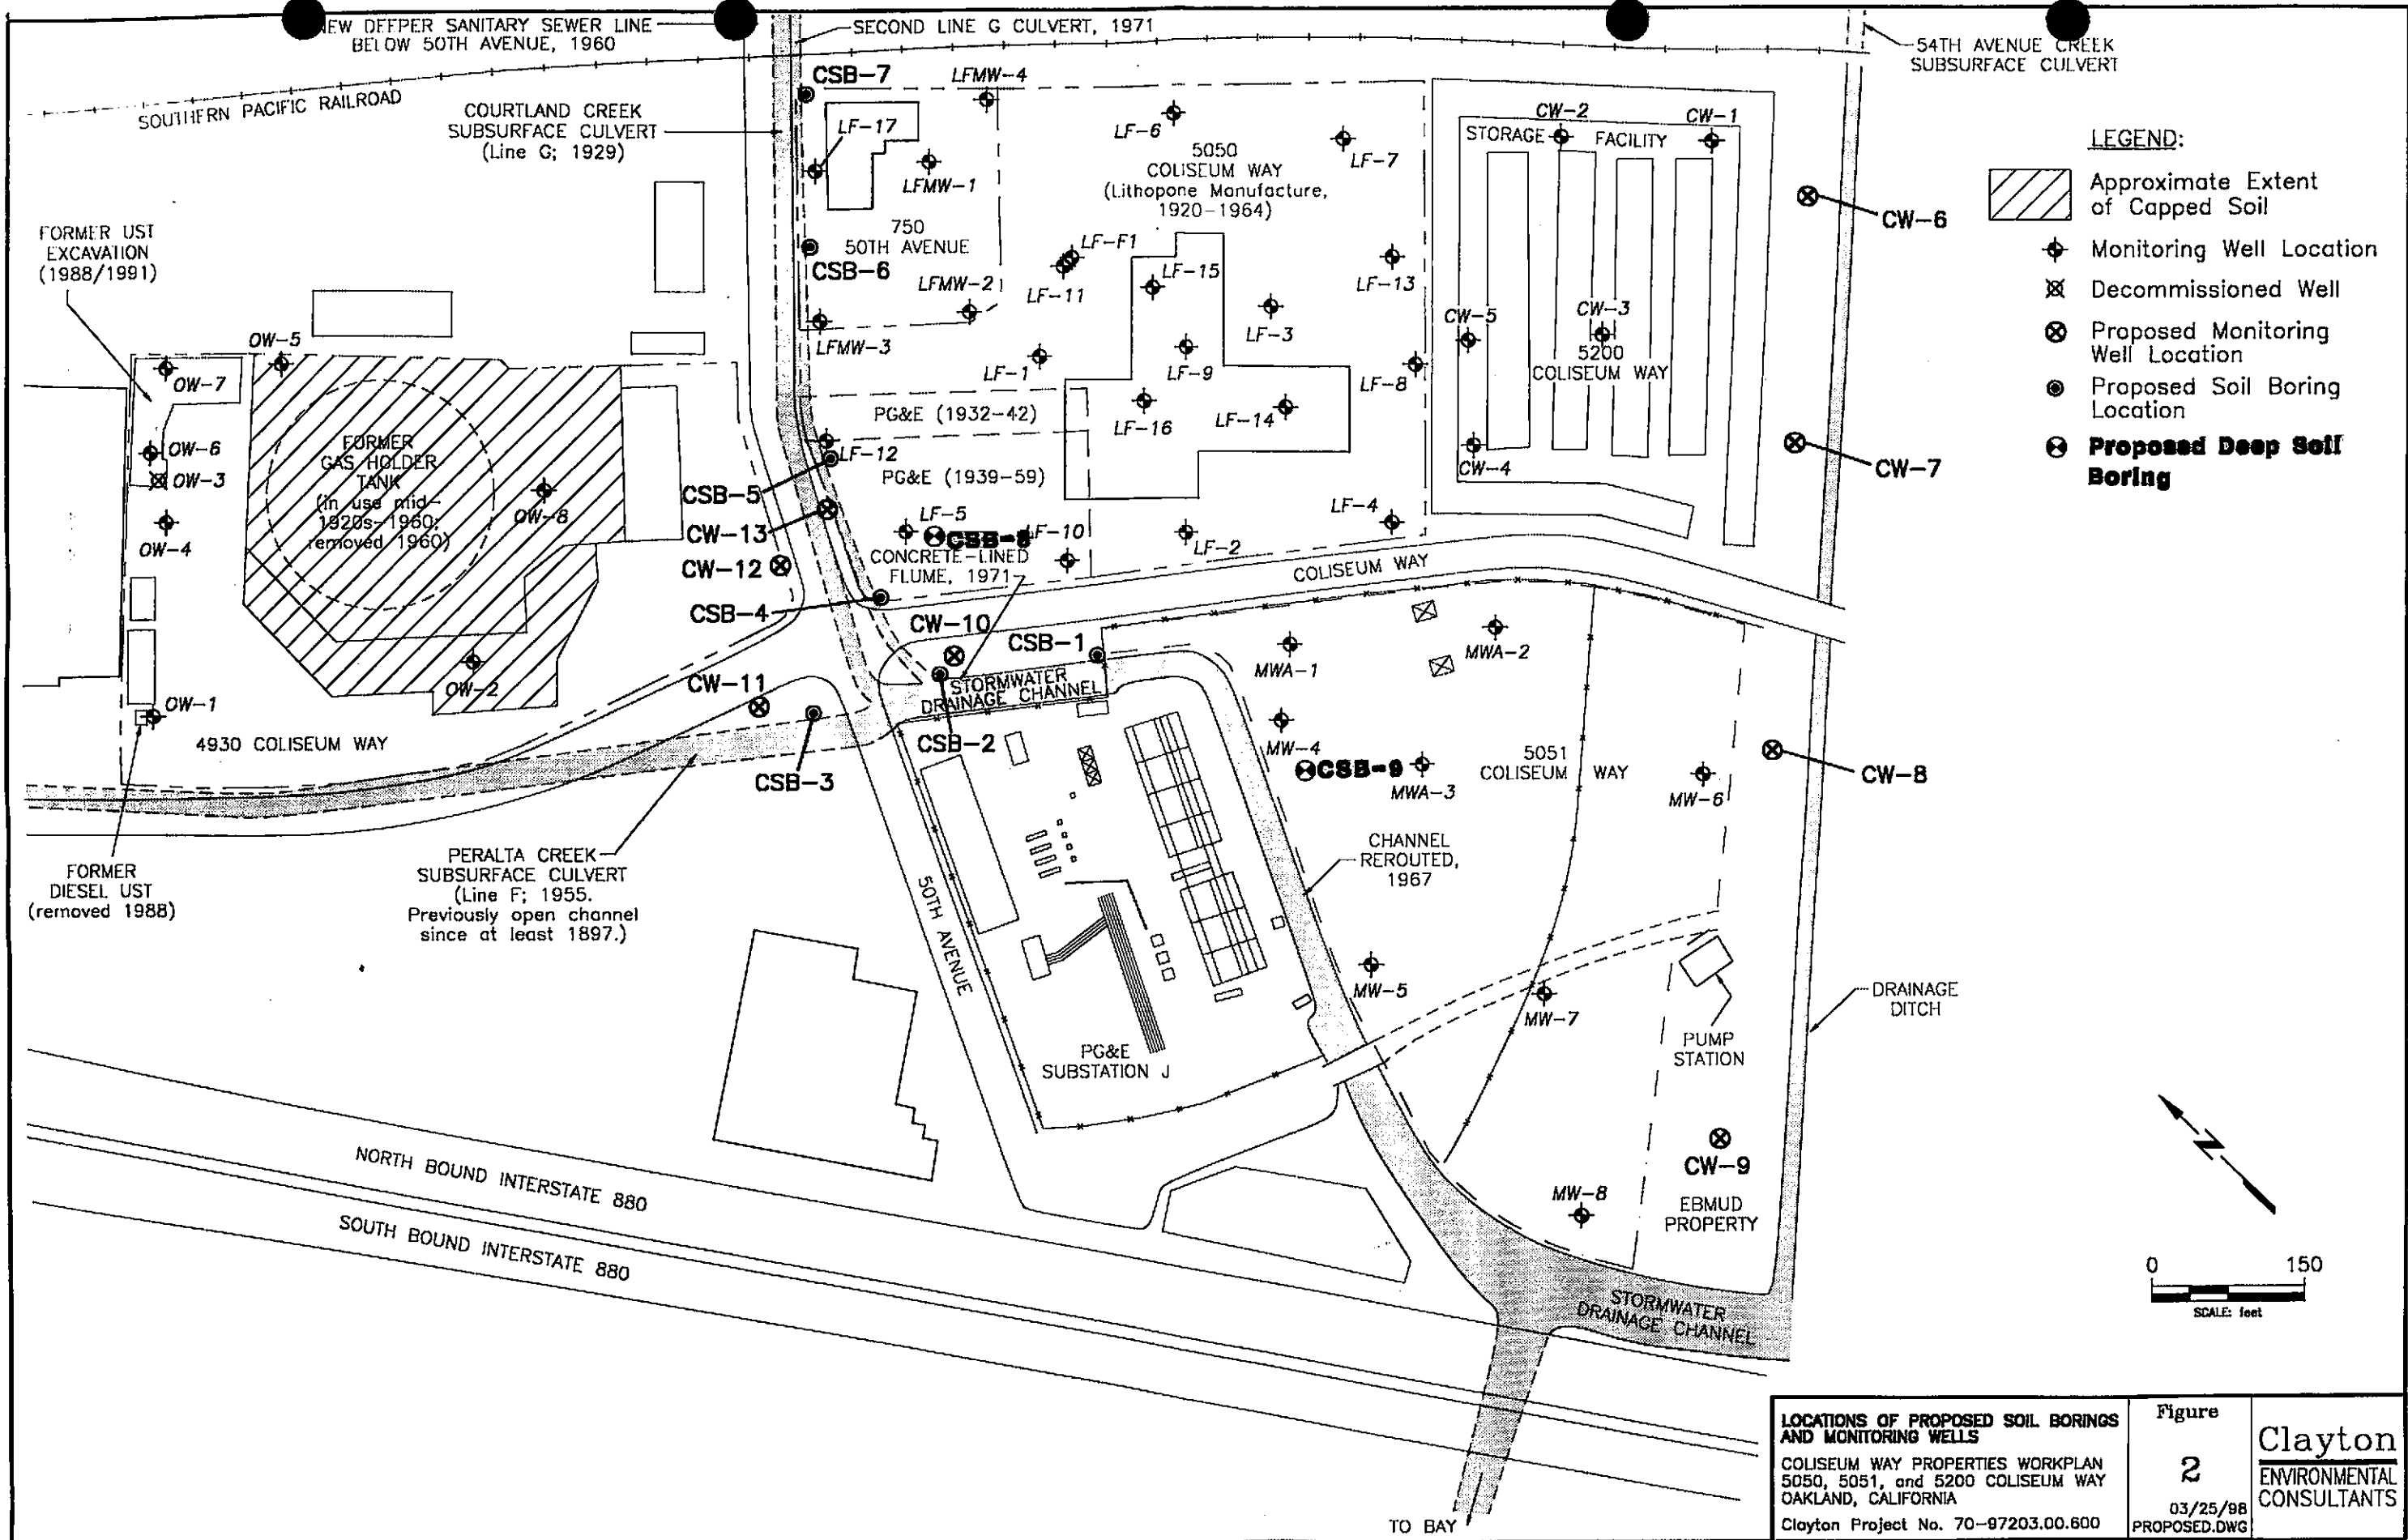 NEW DEEPER SANITARY SEWER LINE
BELOW 50TH AVENUE, 1960
SECOND LINE G CULVERT, 1971
54TH AVENUE CREEK
SUBSURFACE CULVERT
SOUTHERN PACIFIC RAILROAD
COURTLAND CREEK
SUBSURFACE CULVERT
(Line G; 1929)
CSB-7
LFMW-4
LF-17
LFMW-1
LF-6
LF-7
5050
COLISEUM WAY
(Lithopone Manufacture,
1920-1964)
STORAGE
FACILITY
CW-2
CW-1
CW-6
LEGEND:
Approximate Extent
of Capped Soil
Monitoring Well Location
Decommissioned Well
Proposed Monitoring
Well Location
Proposed Soil Boring
Location
Proposed Deep Soil
Boring
FORMER UST
EXCAVATION
(1988/1991)
750
50TH AVENUE
CSB-6
LFMW-2
LFMW-3
LF-F1
LF-11
LF-15
LF-3
LF-13
CW-5
CW-3
5200
COLISEUM WAY
OW-5
OW-7
OW-6
OW-3
OW-4
FORMER
GAS HOLDER
TANK
(in use mid-
1920s-1960;
removed 1960)
OW-8
LF-1
LF-9
LF-8
PG&E (1932-42)
LF-16
LF-14
LF-12
CW-4
CW-7
PG&E (1939-59)
CSB-5
CW-13
LF-5
CSB-8
LF-10
LF-2
LF-4
CW-12
CONCRETE-LINED
FLUME, 1971
COLISEUM WAY
CSB-4
CW-10
CSB-1
MWA-1
MWA-2
OW-2
OW-1
CW-11
STORMWATER
DRAINAGE CHANNEL
4930 COLISEUM WAY
CSB-2
CSB-3
MW-4
CSB-9
MWA-3
5051
COLISEUM WAY
MW-6
CW-8
FORMER
DIESEL UST
(removed 1988)
PERALTA CREEK
SUBSURFACE CULVERT
(Line F; 1955.
Previously open channel
since at least 1897.)
50TH AVENUE
CHANNEL
REROUTED,
1967
MW-5
MW-7
DRAINAGE
DITCH
PUMP
STATION
PG&E
SUBSTATION J
NORTH BOUND INTERSTATE 880
SOUTH BOUND INTERSTATE 880
MW-8
CW-9
EBMUD
PROPERTY
STORMWATER
DRAINAGE CHANNEL
TO BAY
N
0 150
SCALE: feet
LOCATIONS OF PROPOSED SOIL BORINGS
AND MONITORING WELLS
COLISEUM WAY PROPERTIES WORKPLAN
5050, 5051, and 5200 COLISEUM WAY
OAKLAND, CALIFORNIA
Clayton Project No. 70-97203.00.600
Figure
2
03/25/98
PROPOSED.DWG
Clayton
ENVIRONMENTAL
CONSULTANTS